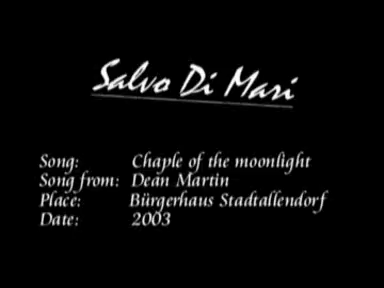 Salvo Di Mari
Song: Chaple of the moonlight
Song from: Dean Martin
Place: Bürgerhaus Stadtallendorf
Date: 2003